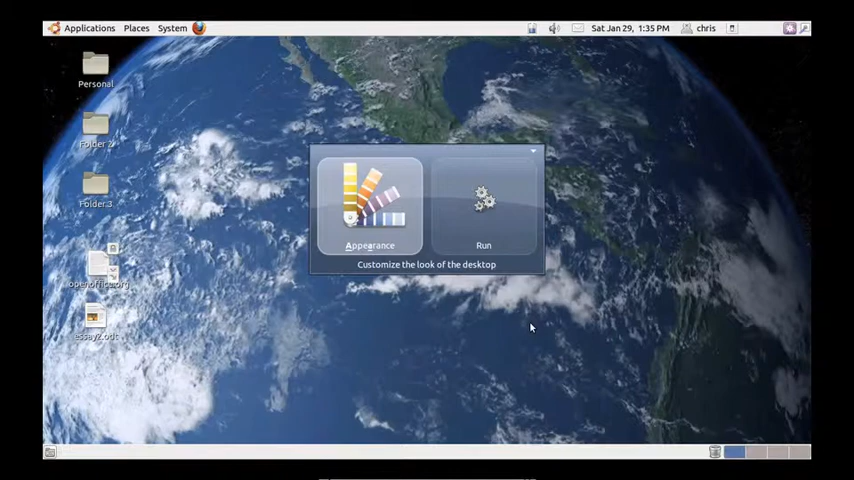 Applications Places System Sat Jan 29, 1:35 PM chris
Personal
Folder 2
Folder 3
openoffice.org
essay2.odt
Appearance Run
Customize the look of the desktop